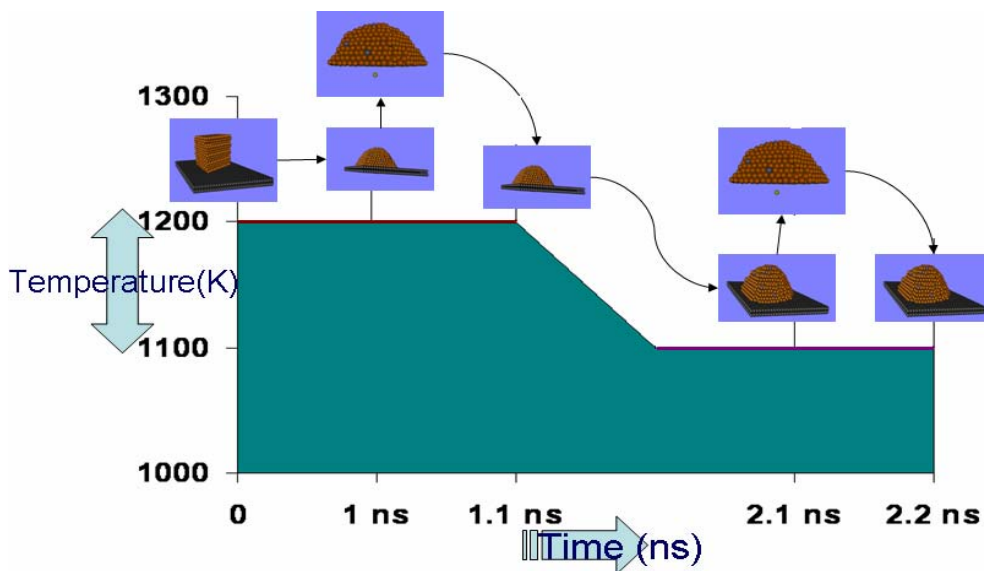 1300
1200
Temperature(K)
1100
1000
0
1 ns
1.1 ns
2.1 ns
2.2 ns
Time (ns)